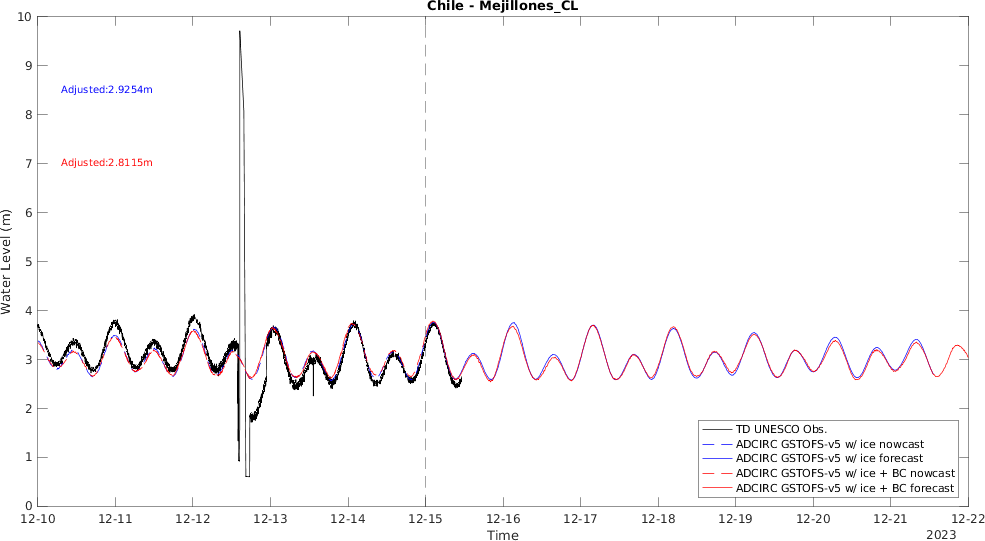 Chile - Mejillones_CL
10
9
8
7
6
5
4
3
2
1
0
Water Level (m)
Adjusted:2.9254m
Adjusted:2.8115m
TD UNESCO Obs.
ADCIRC GSTOFS-v5 w/ ice nowcast
ADCIRC GSTOFS-v5 w/ ice forecast
ADCIRC GSTOFS-v5 w/ ice + BC nowcast
ADCIRC GSTOFS-v5 w/ ice + BC forecast
12-10 12-11 12-12 12-13 12-14 12-15 12-16 12-17 12-18 12-19 12-20 12-21 12-22
Time
2023